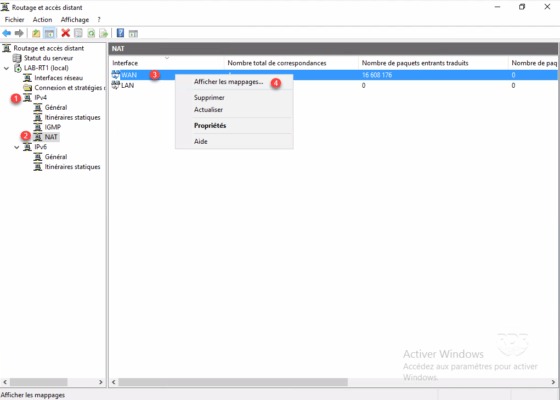 Routage et accès distant
Fichier Action Affichage ?
Routage et accès distant
Statut du serveur
LAB-RT1 (local)
Interfaces réseau
Connexion et stratégies
1 IPv4
Général
Itinéraires statiques
IGMP
2 NAT
IPv6
Général
Itinéraires statiques
NAT
Interface Nombre total de correspondances Nombre de paquets entrants traduits Nombre de paq
WAN 3 16 608 176 0
LAN 0 0
Afficher les mappages... 4
Supprimer
Actualiser
Propriétés
Aide
Activer Windows
Accédez aux paramètres pour activer
Windows.
Afficher les mappages